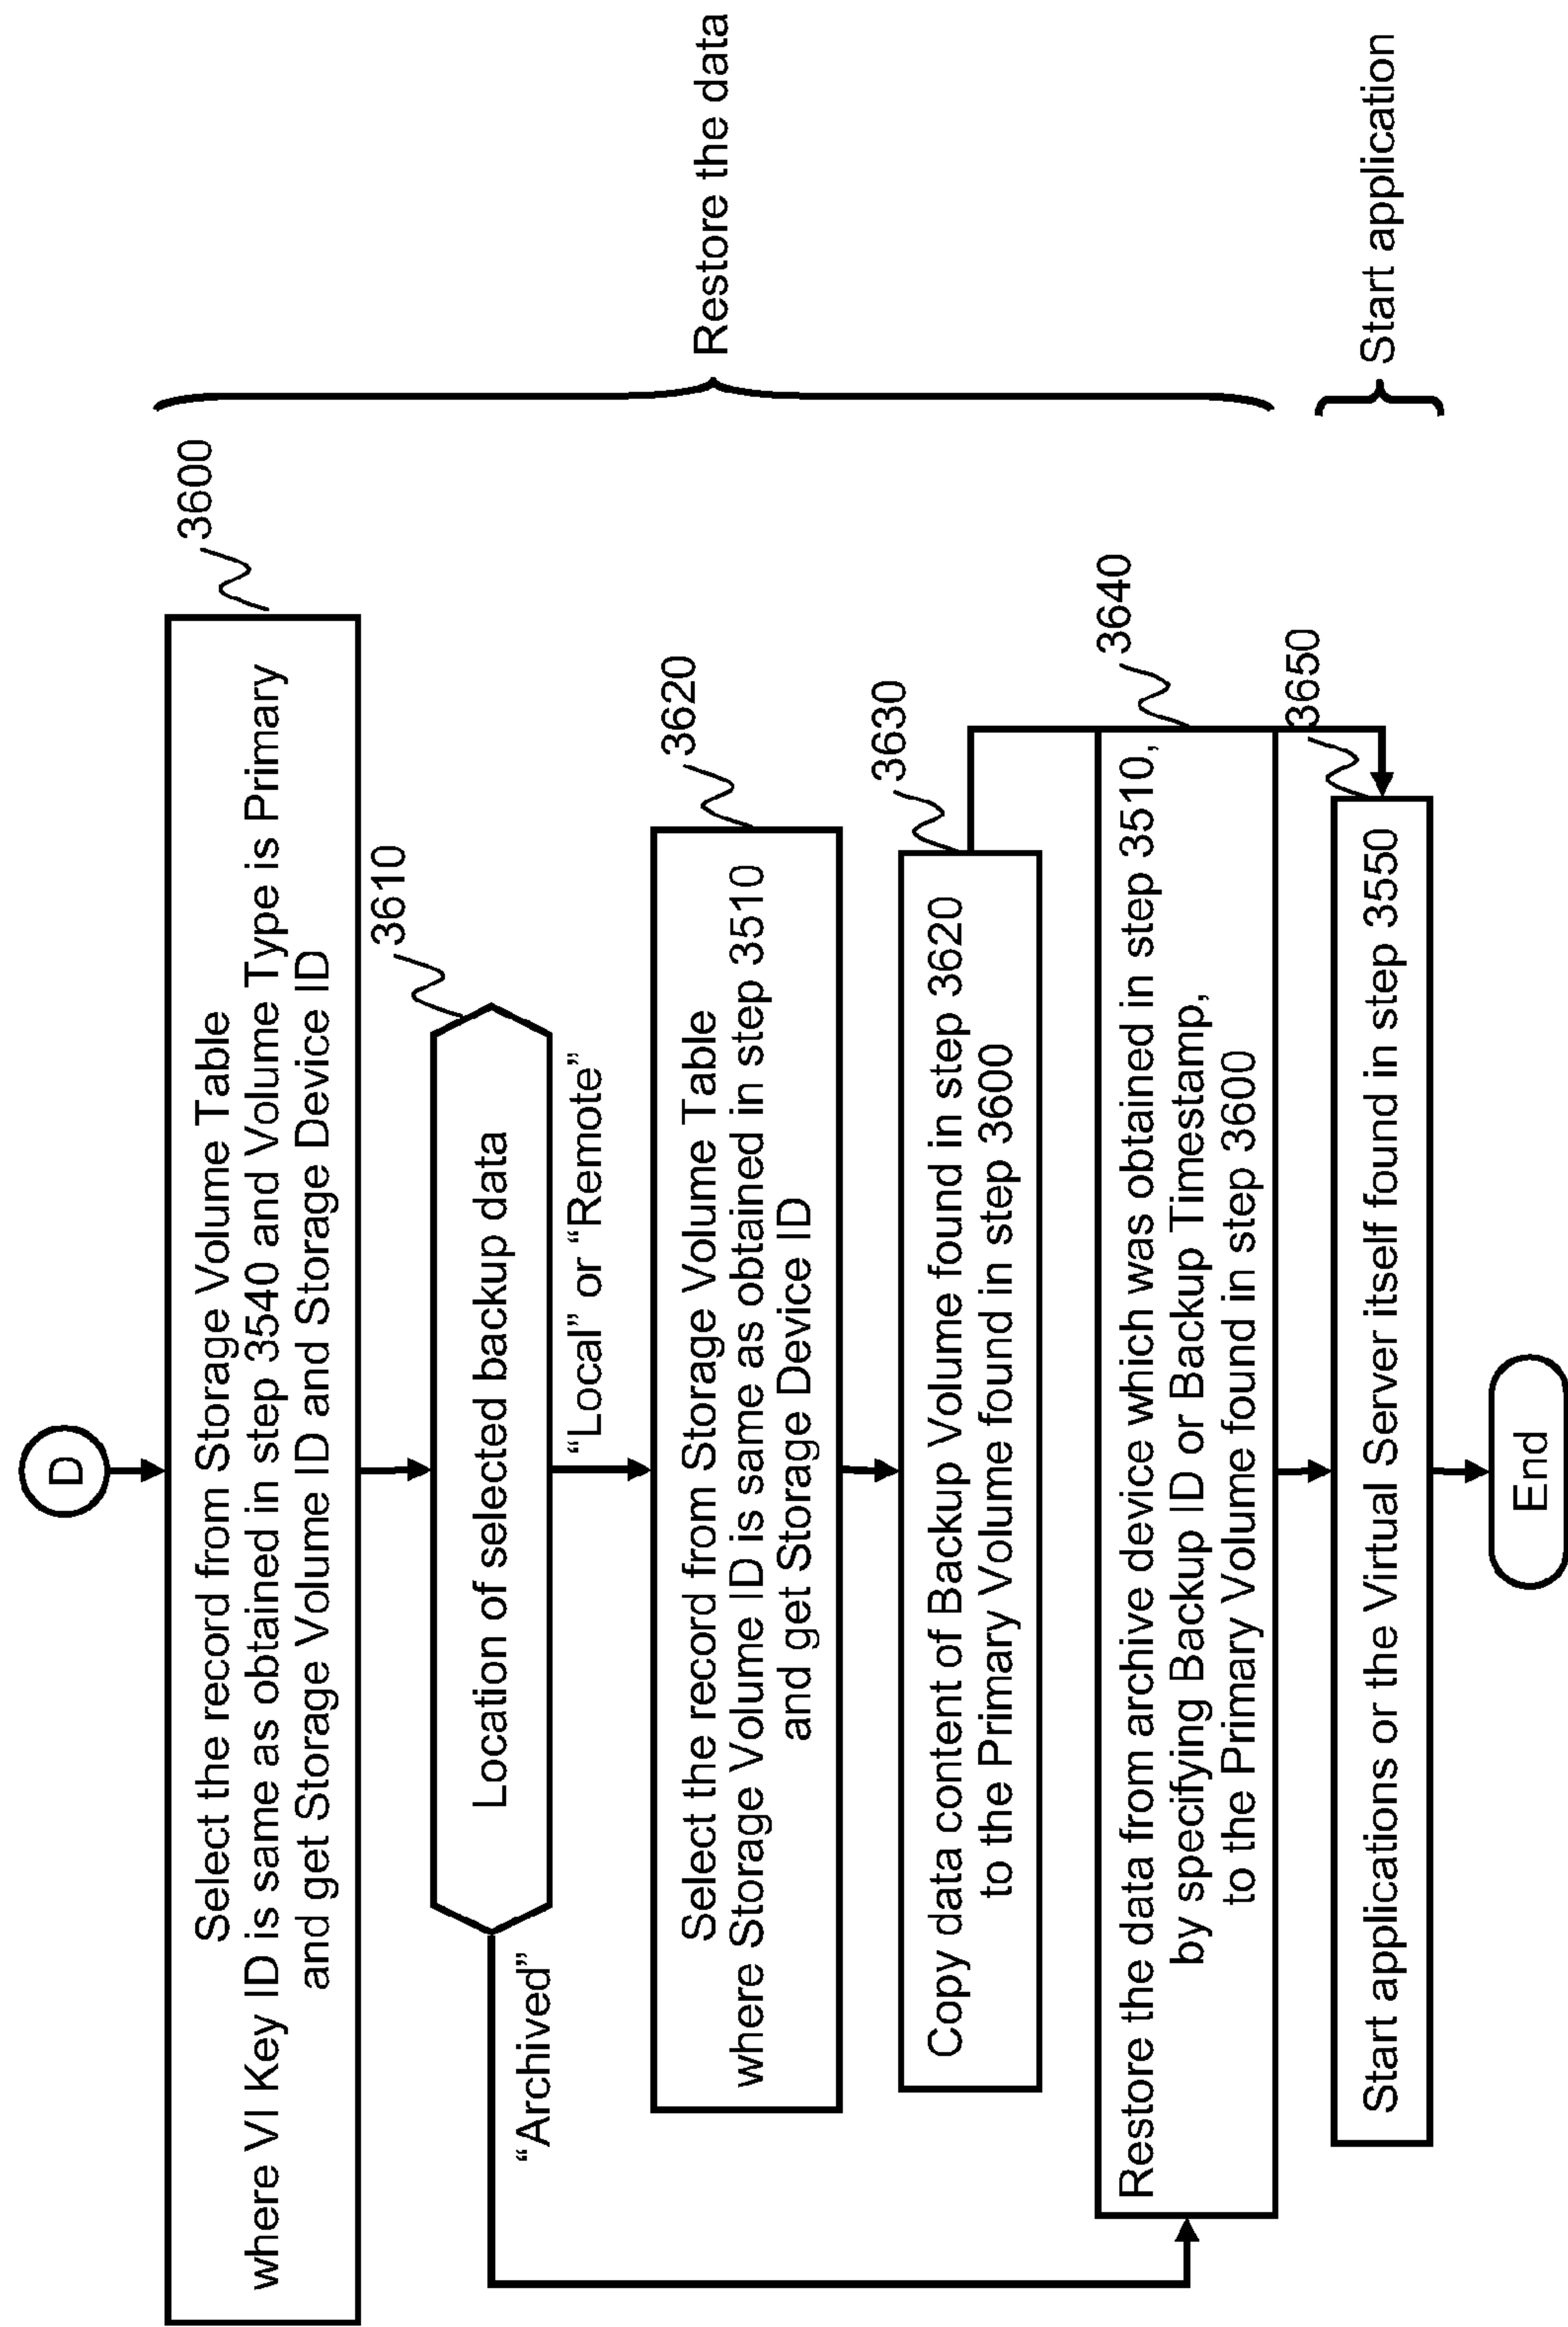 D
3600
Select the record from Storage Volume Table
where VI Key ID is same as obtained in step 3540 and Volume Type is Primary
and get Storage Volume ID and Storage Device ID
3610
Location of selected backup data
“Archived”
“Local” or “Remote”
3620
Select the record from Storage Volume Table
where Storage Volume ID is same as obtained in step 3510
and get Storage Device ID
3630
Copy data content of Backup Volume found in step 3620
to the Primary Volume found in step 3600
3640
Restore the data from archive device which was obtained in step 3510,
by specifying Backup ID or Backup Timestamp,
to the Primary Volume found in step 3600
Restore the data
3650
Start applications or the Virtual Server itself found in step 3550
Start application
End